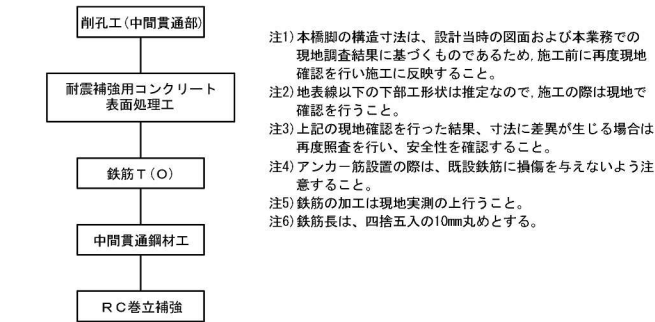 削孔工(中間貫通部)
耐震補強用コンクリート
表面処理工
鉄筋T(O)
中間貫通鋼材工
RC巻立補強
注1)本橋脚の構造寸法は、設計当時の図面および本業務での
現地調査結果に基づくものであるため,施工前に再度現地
確認を行い施工に反映すること。
注2)地表線以下の下部工形状は推定なので,施工の際は現地で
確認を行うこと。
注3)上記の現地確認を行った結果、寸法に差異が生じる場合は
再度照査を行い、安全性を確認すること。
注4)アンカー筋設置の際は、既設鉄筋に損傷を与えないよう注
意すること。
注5)鉄筋の加工は現地実測の上行うこと。
注6)鉄筋長は、四捨五入の10mm丸めとする。